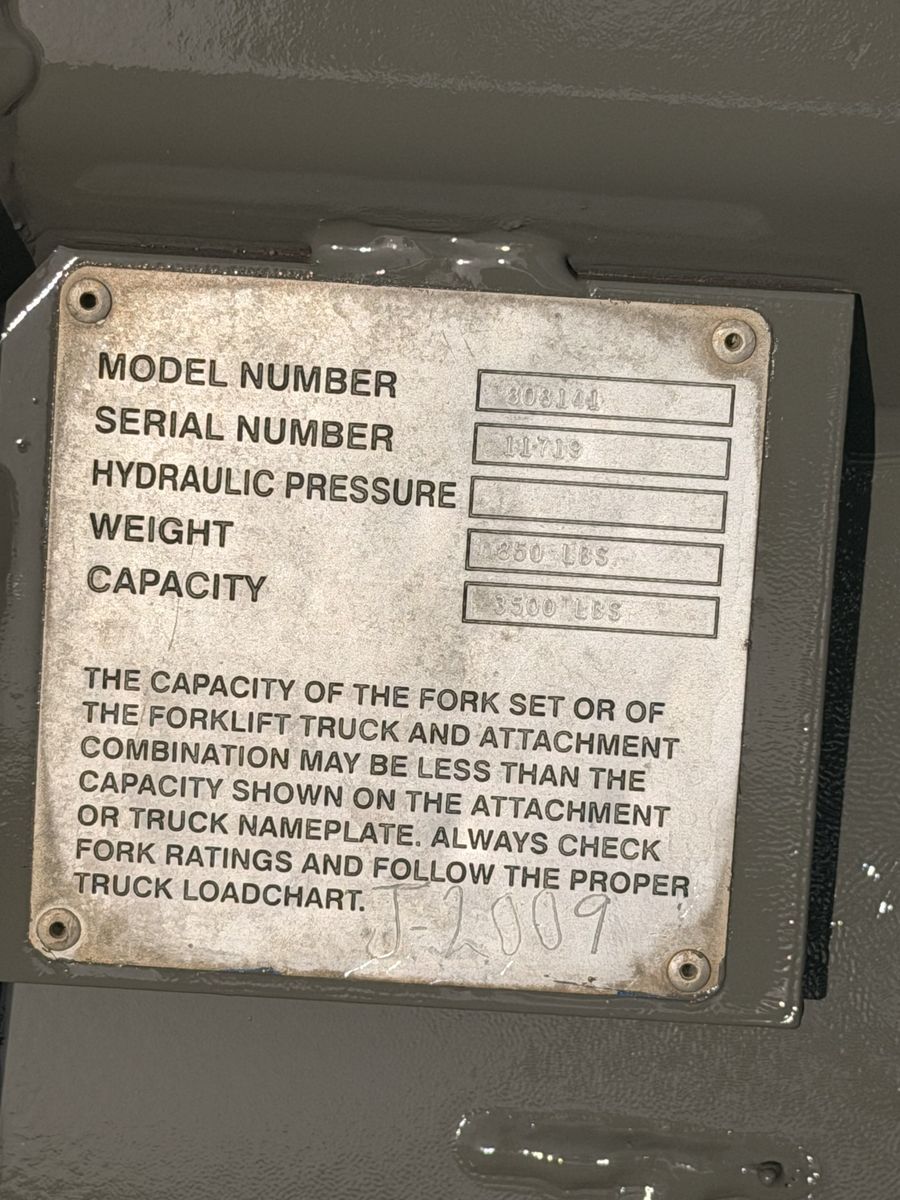 MODEL NUMBER 808141
SERIAL NUMBER 11719
HYDRAULIC PRESSURE
WEIGHT 850 LBS
CAPACITY 3500 LBS
THE CAPACITY OF THE FORK SET OR OF
THE FORKLIFT TRUCK AND ATTACHMENT
COMBINATION MAY BE LESS THAN THE
CAPACITY SHOWN ON THE ATTACHMENT
OR TRUCK NAMEPLATE. ALWAYS CHECK
FORK RATINGS AND FOLLOW THE PROPER
TRUCK LOADCHART.
J-2009